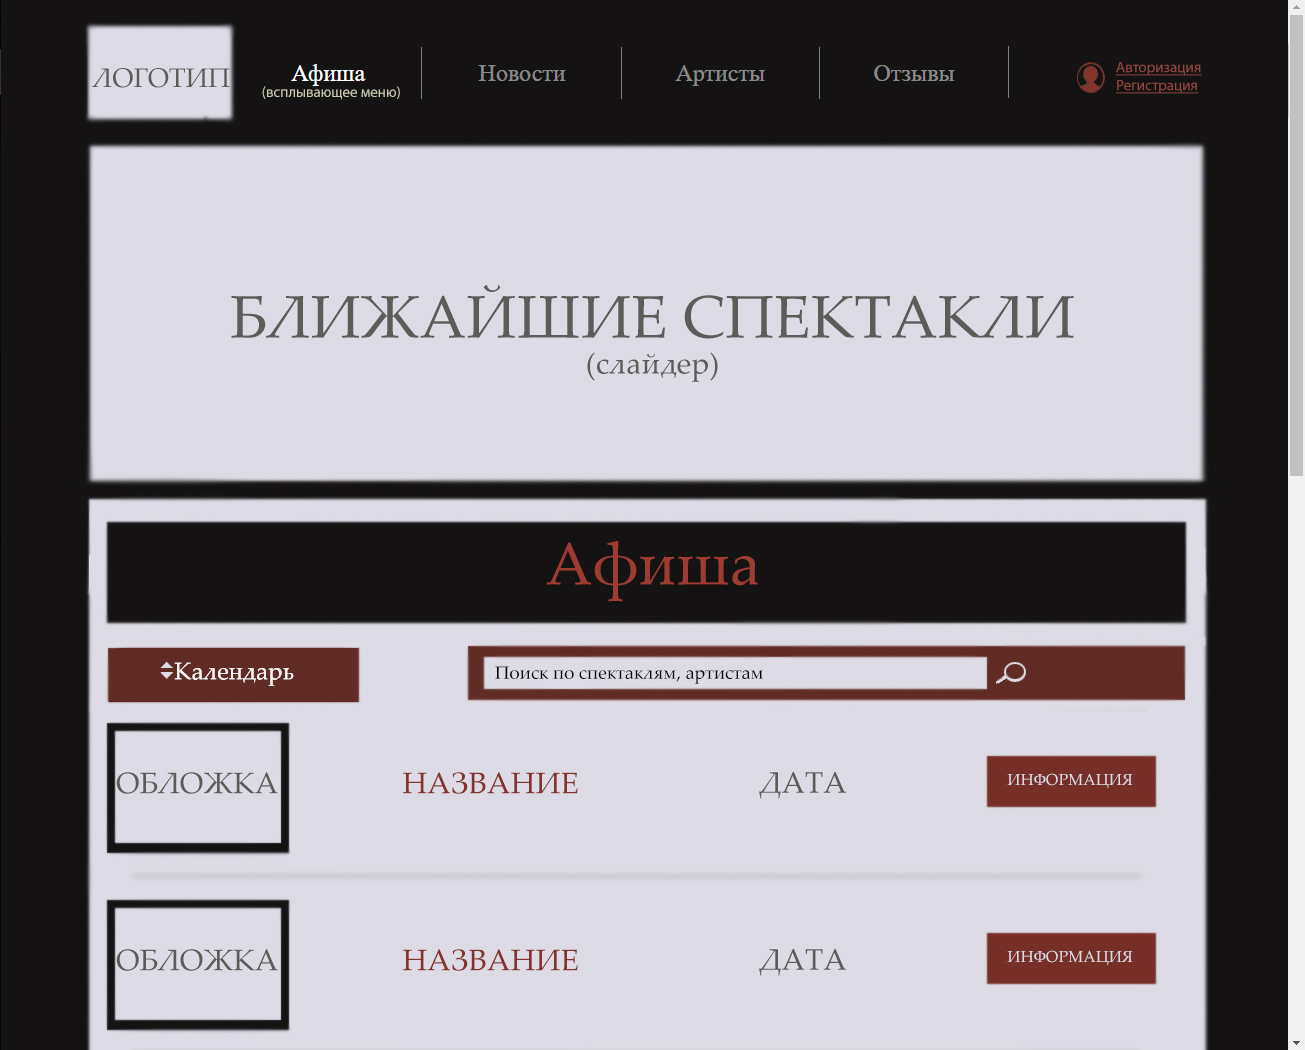 ЛОГОТИП
Афиша
(всплывающее меню)
Новости
Артисты
Отзывы
Авторизация
Регистрация
БЛИЖАЙШИЕ СПЕКТАКЛИ
(слайдер)
Афиша
Календарь
Поиск по спектаклям, артистам
ОБЛОЖКА
НАЗВАНИЕ
ДАТА
ИНФОРМАЦИЯ
ОБЛОЖКА
НАЗВАНИЕ
ДАТА
ИНФОРМАЦИЯ